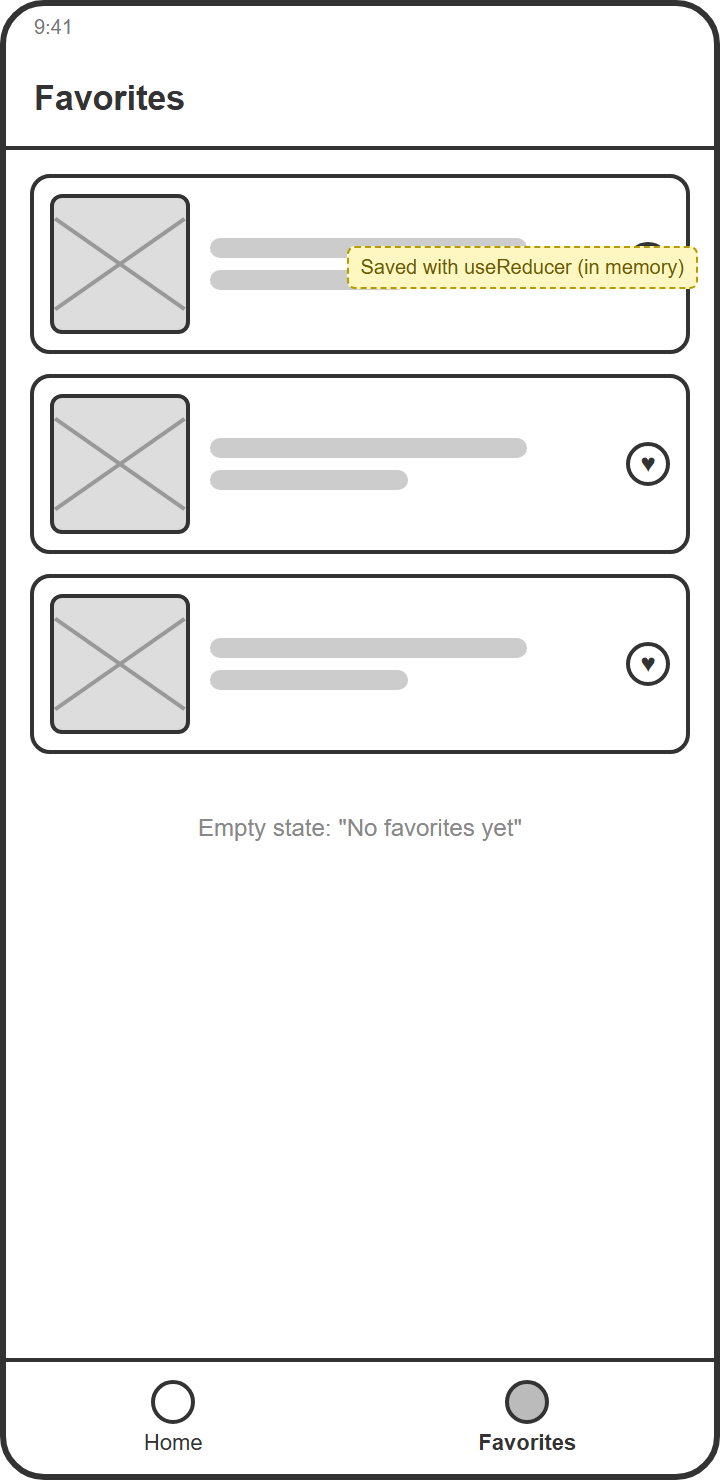 9:41
Favorites
Saved with useReducer (in memory)
♥
♥
Empty state: "No favorites yet"
Home
Favorites